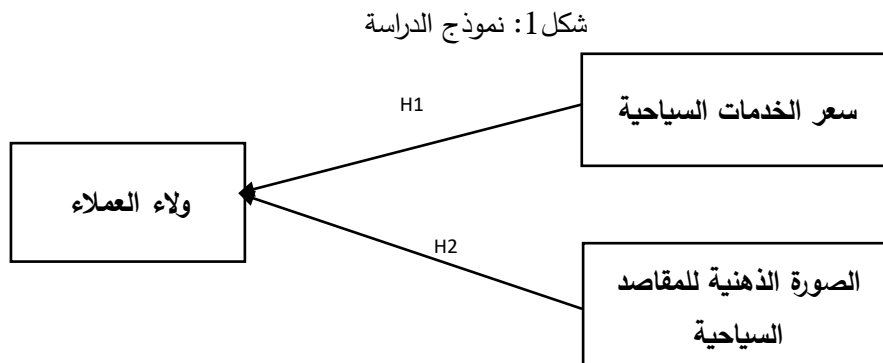 شكل1: نموذج الدراسة
سعر الخدمات السياحية
H1
ولاء العملاء
H2
الصورة الذهنية للمقاصد
السياحية